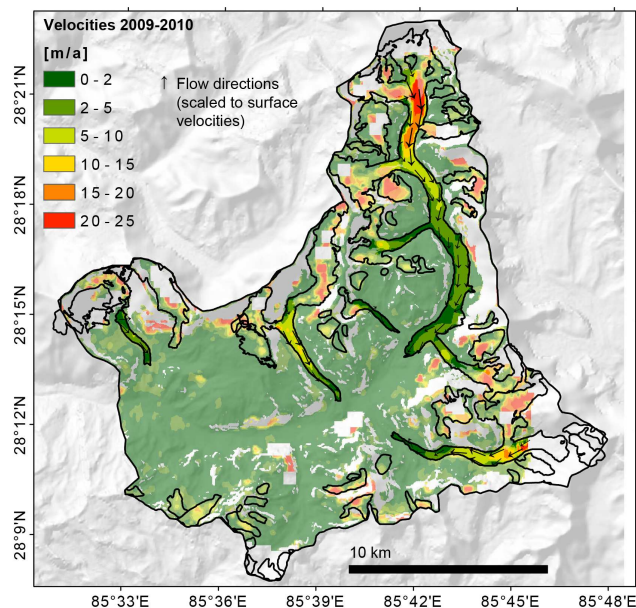 Velocities 2009-2010
[m/a]
0 - 2
2 - 5
5 - 10
10 - 15
15 - 20
20 - 25
↑ Flow directions
(scaled to surface
velocities)
28°21'N
28°18'N
28°15'N
28°12'N
28°9'N
10 km
85°33'E 85°36'E 85°39'E 85°42'E 85°45'E 85°48'E